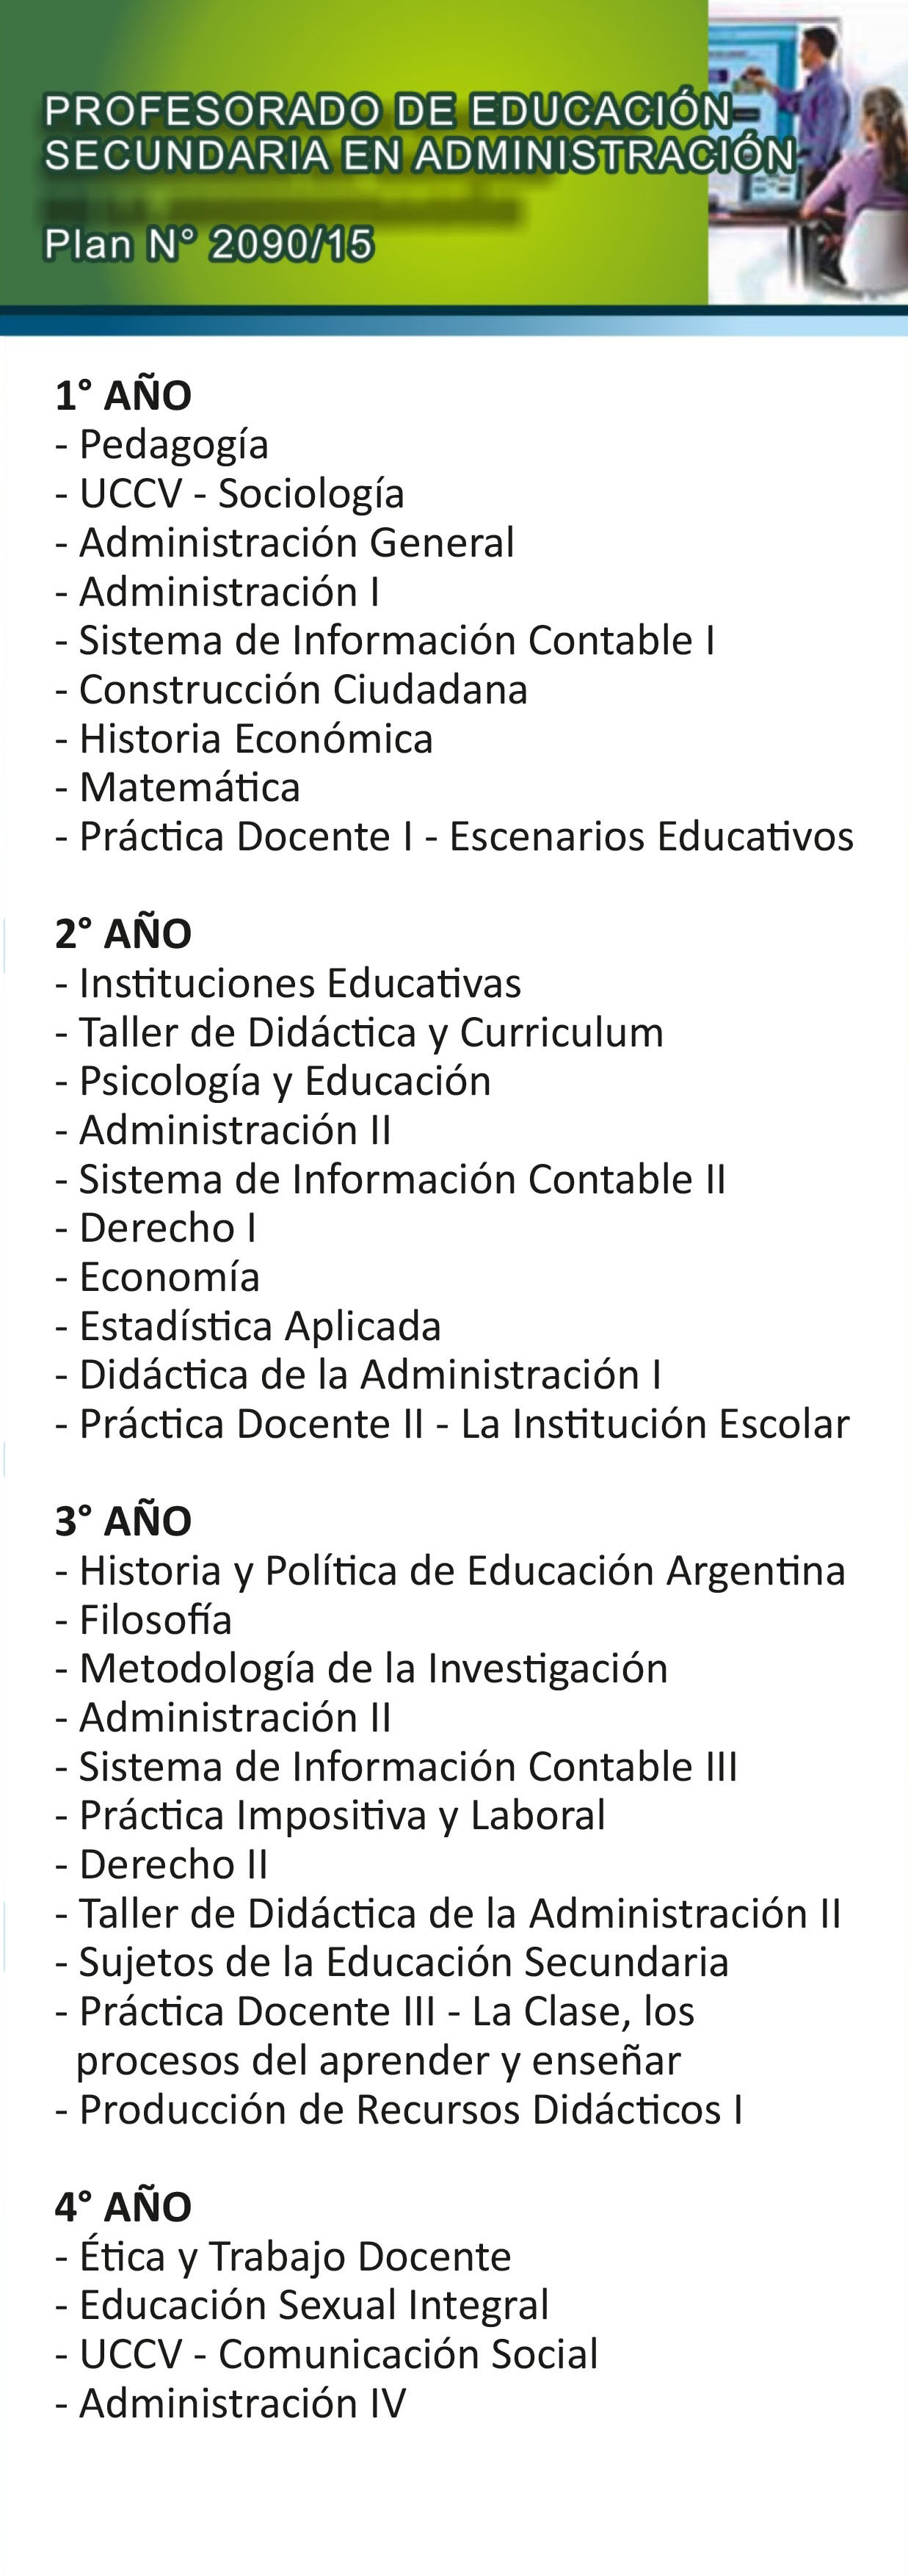 PROFESORADO DE EDUCACIÓN
SECUNDARIA EN ADMINISTRACIÓN
Plan N° 2090/15
1° AÑO
- Pedagogía
- UCCV - Sociología
- Administración General
- Administración I
- Sistema de Información Contable I
- Construcción Ciudadana
- Historia Económica
- Matemática
- Práctica Docente I - Escenarios Educativos
2° AÑO
- Instituciones Educativas
- Taller de Didáctica y Curriculum
- Psicología y Educación
- Administración II
- Sistema de Información Contable II
- Derecho I
- Economía
- Estadística Aplicada
- Didáctica de la Administración I
- Práctica Docente II - La Institución Escolar
3° AÑO
- Historia y Política de Educación Argentina
- Filosofía
- Metodología de la Investigación
- Administración II
- Sistema de Información Contable III
- Práctica Impositiva y Laboral
- Derecho II
- Taller de Didáctica de la Administración II
- Sujetos de la Educación Secundaria
- Práctica Docente III - La Clase, los
procesos del aprender y enseñar
- Producción de Recursos Didácticos I
4° AÑO
- Ética y Trabajo Docente
- Educación Sexual Integral
- UCCV - Comunicación Social
- Administración IV